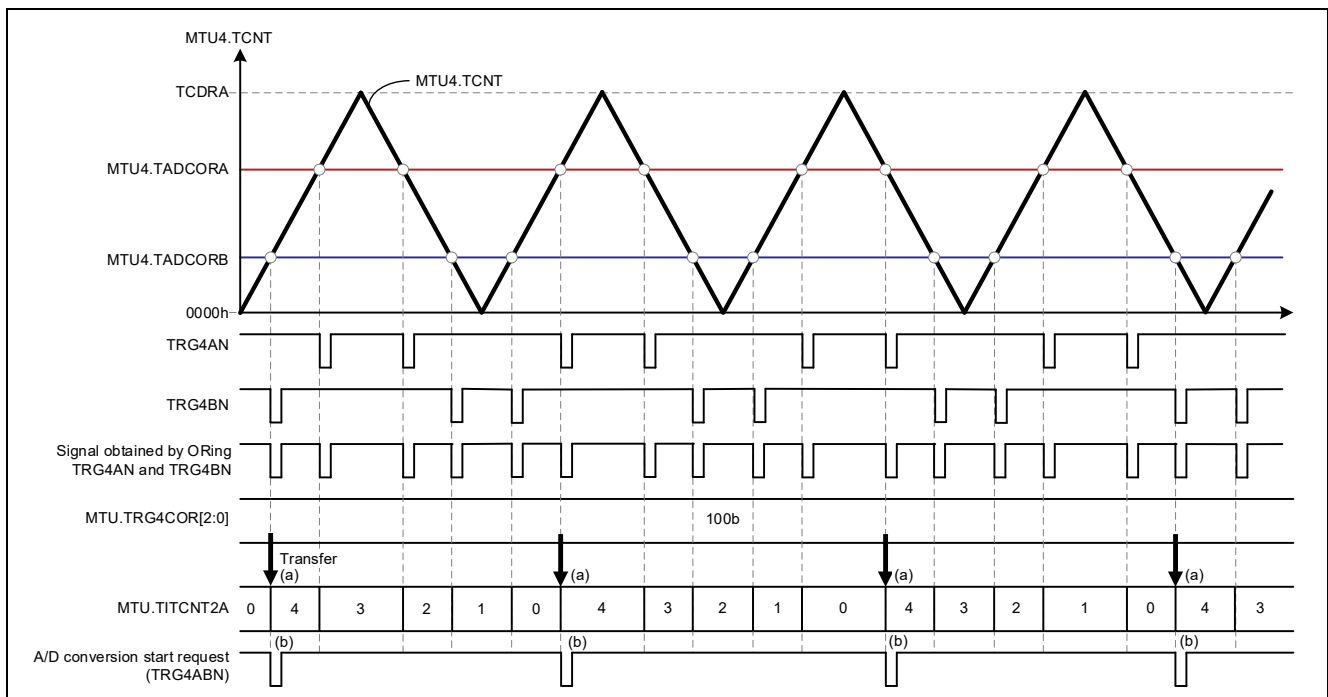 MTU4.TCNT
TCDRA
MTU4.TCNT
MTU4.TADCORA
MTU4.TADCORB
0000h
TRG4AN
TRG4BN
Signal obtained by ORing
TRG4AN and TRG4BN
MTU.TRG4COR[2:0]
100b
Transfer
(a)
(a)
(a)
(a)
MTU.TITCNT2A
0 4 3 2 1 0 4 3 2 1 0 4 3 2 1 0 4 3
(b)
(b)
(b)
(b)
A/D conversion start request
(TRG4ABN)